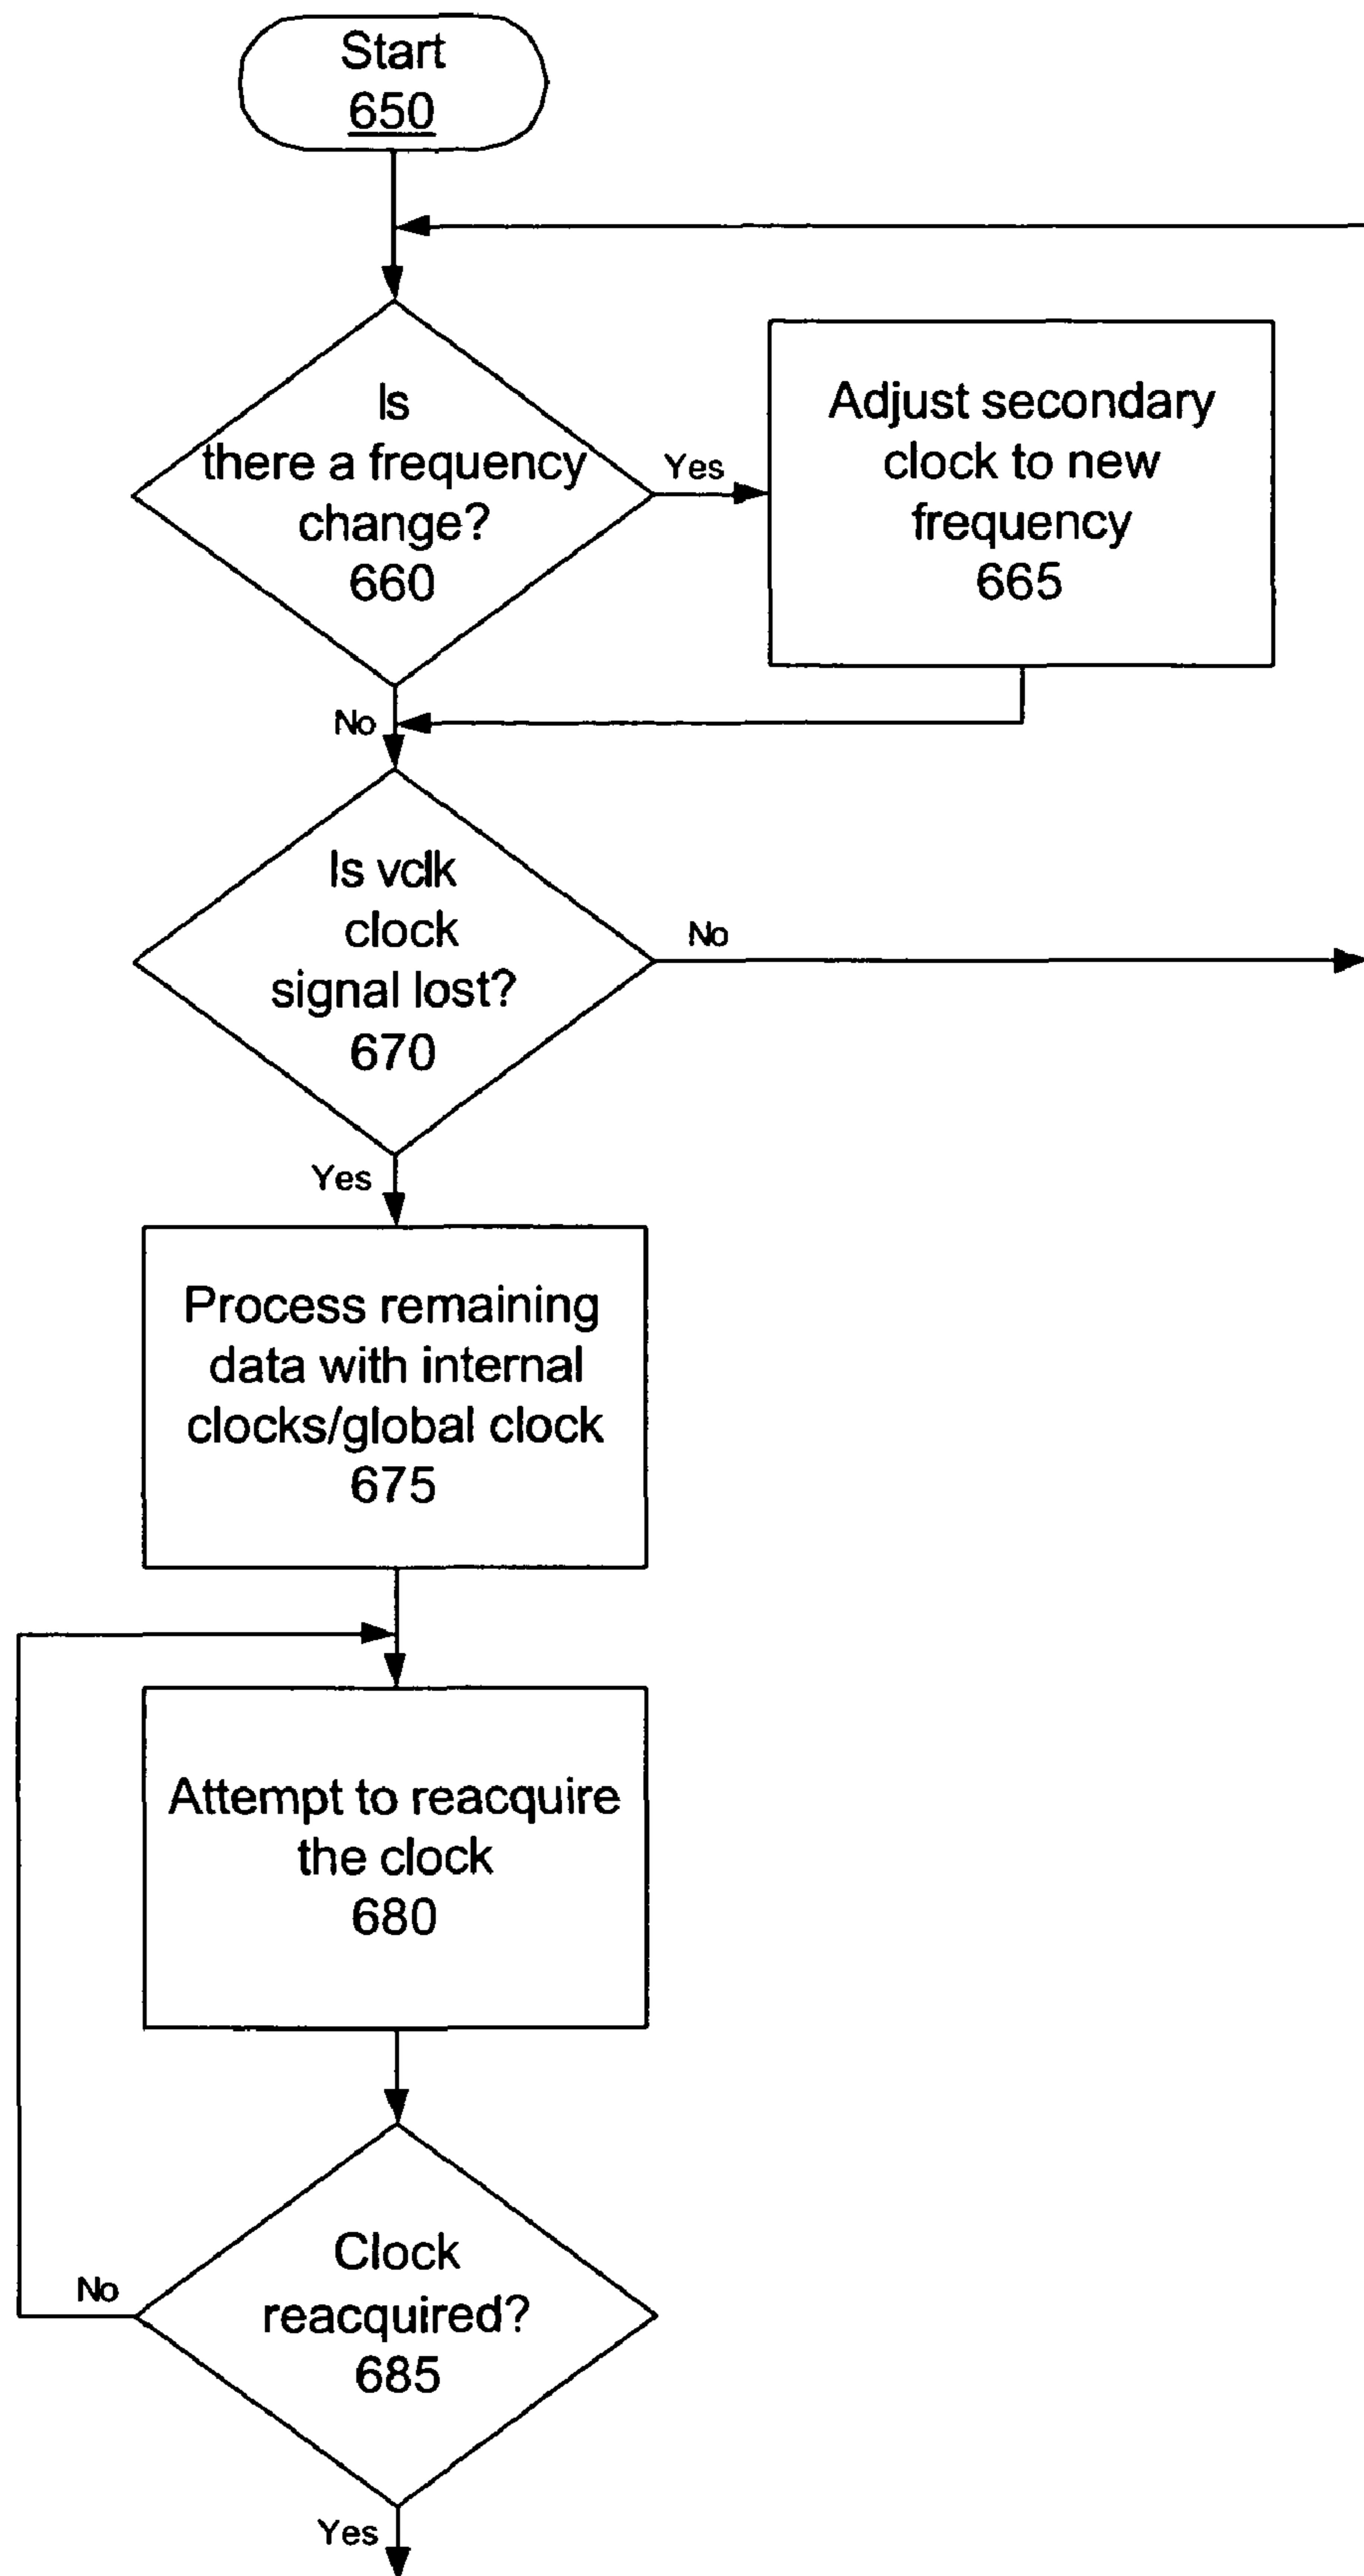 Start
650
Is
there a frequency
change?
660
Yes
Adjust secondary
clock to new
frequency
665
No
Is vclk
clock
signal lost?
670
No
Yes
Process remaining
data with internal
clocks/global clock
675
Attempt to reacquire
the clock
680
Clock
reacquired?
685
No
Yes